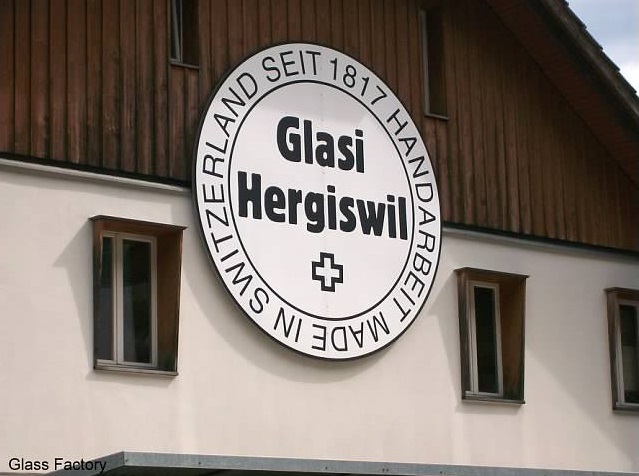 SEIT 1817 HANDARBEIT MADE IN SWITZERLAND
Glasi
Hergiswil
Glass Factory